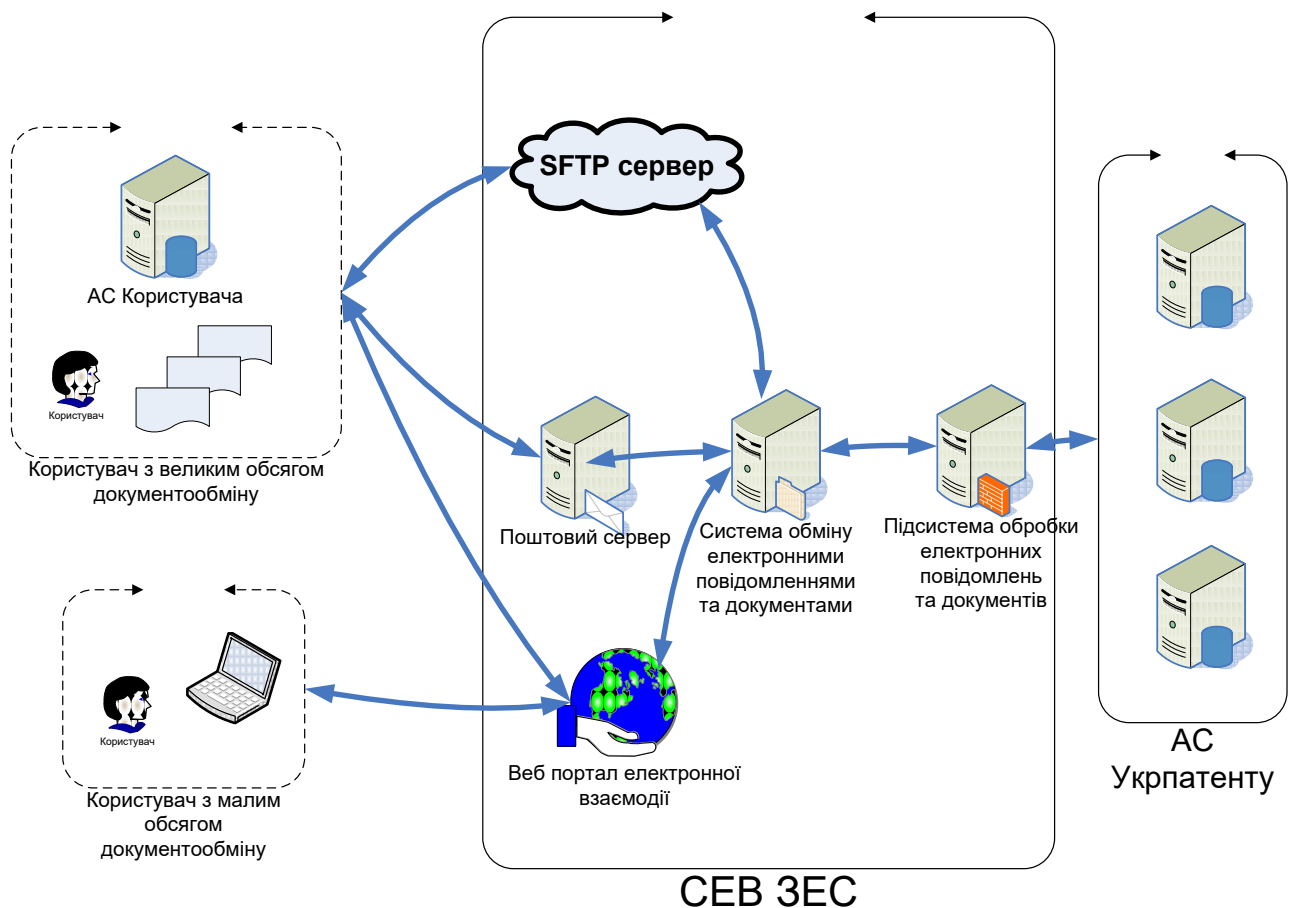 SFTP сервер
АС Користувача
Користувач
Користувач з великим обсягом
документообміну
Поштовий сервер
Система обміну
електронними
повідомленнями
та документами
Підсистема обробки
електронних
повідомлень
та документів
Користувач
Користувач з малим
обсягом
документообміну
Веб портал електронної
взаємодії
АС
Укрпатенту
СЕВ ЗЕС